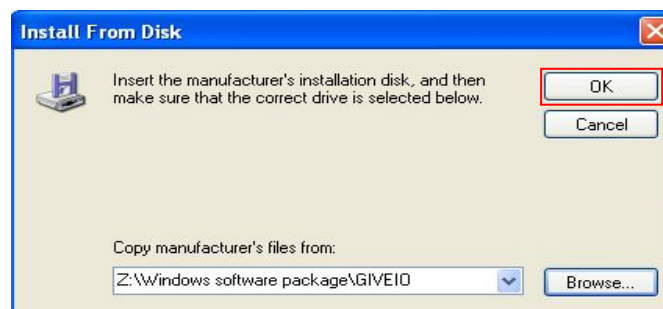 Install From Disk
Insert the manufacturer's installation disk, and then
make sure that the correct drive is selected below.
OK
Cancel
Copy manufacturer's files from:
Z:\Windows software package\GIVEIO
Browse...